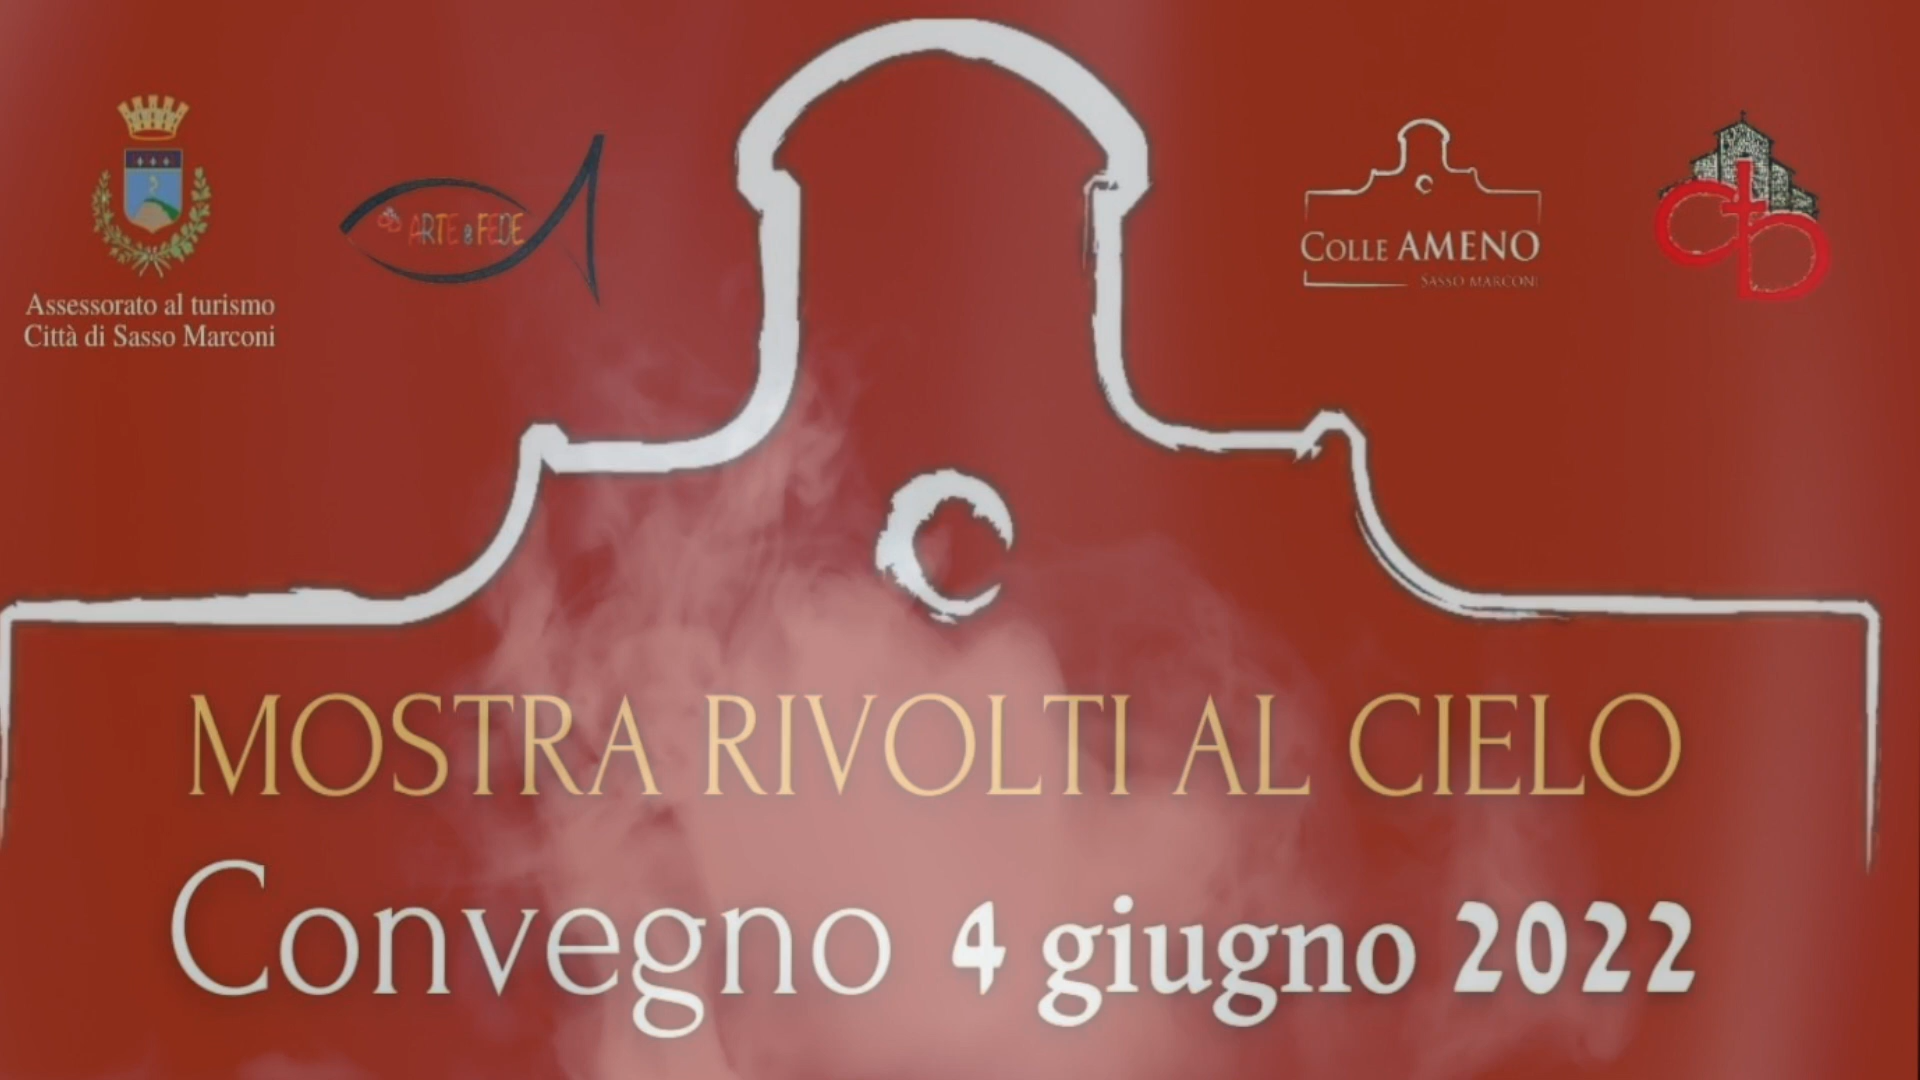 Assessorato al turismo
Città di Sasso Marconi
ARTE & FEDE
COLLE AMENO
SASSO MARCONI
MOSTRA RIVOLTI AL CIELO
Convegno 4 giugno 2022